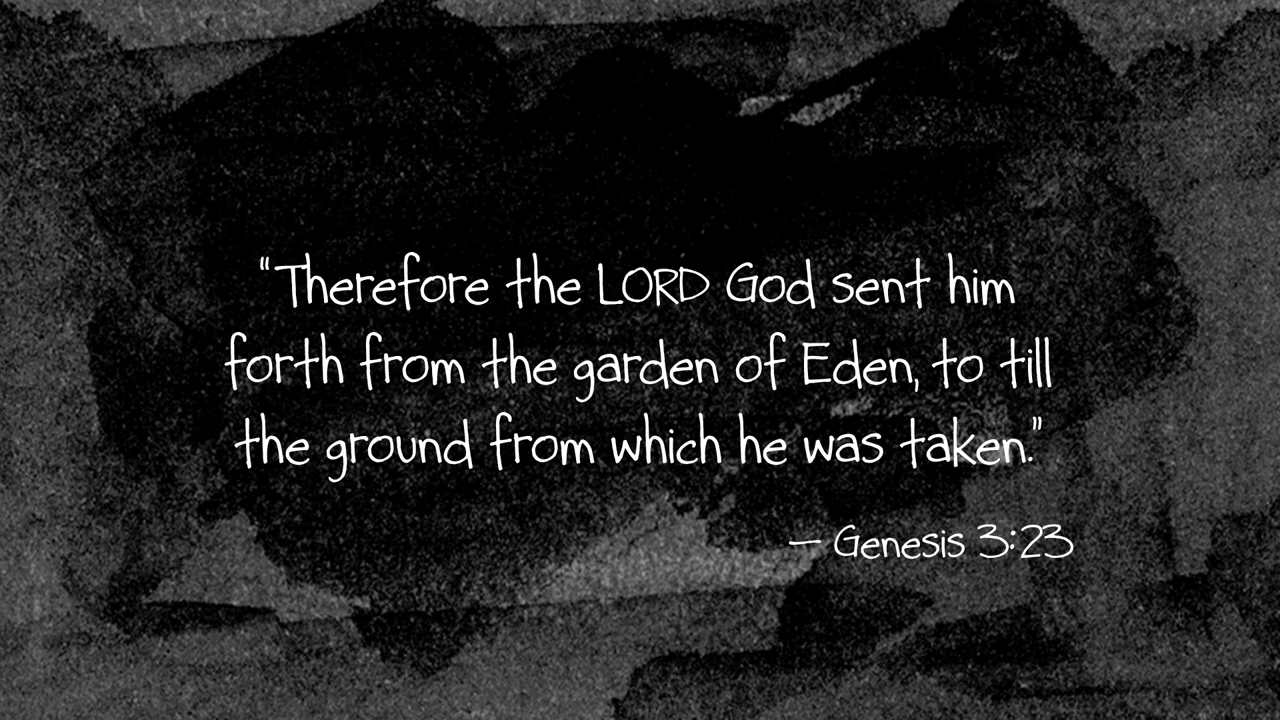 "Therefore the LORD God sent him
forth from the garden of Eden, to till
the ground from which he was taken."
— Genesis 3:23